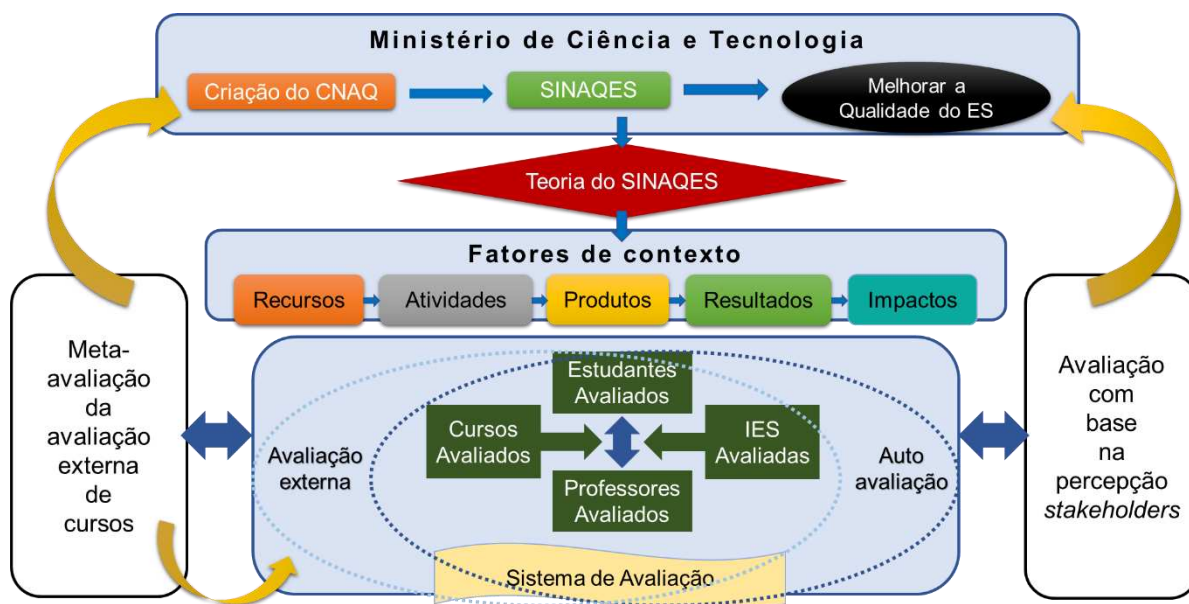 Ministério de Ciência e Tecnologia
Criação do CNAQ
SINAQES
Melhorar a
Qualidade do ES
Teoria do SINAQES
Fatores de contexto
Recursos
Atividades
Produtos
Resultados
Impactos
Meta-
avaliação
da
avaliação
externa
de
cursos
Avaliação
externa
Estudantes
Avaliados
Cursos
Avaliados
IES
Avaliadas
Professores
Avaliados
Auto
avaliação
Sistema de Avaliação
Avaliação
com
base
na
percepção
stakeholders